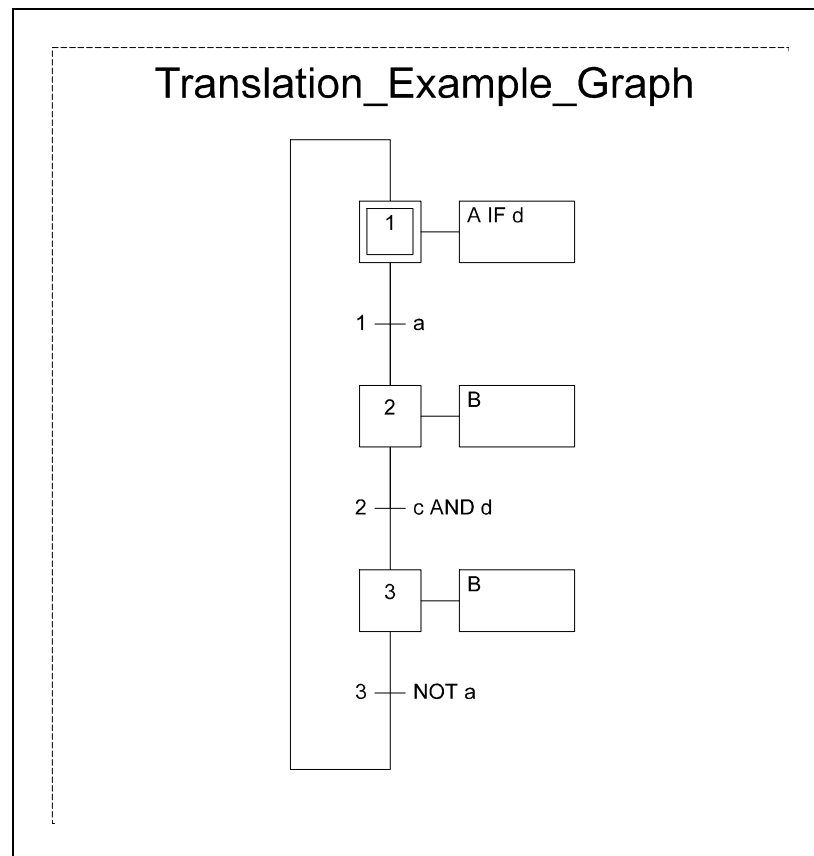 Translation_Example_Graph
1
A IF d
1 a
2
B
2 c AND d
3
B
3 NOT a